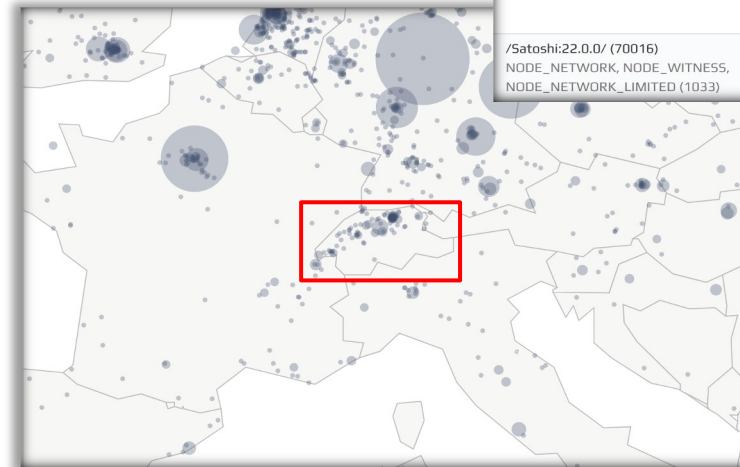 /Satoshi:22.0.0/ (70016)
NODE_NETWORK, NODE_WITNESS,
NODE_NETWORK_LIMITED (1033)